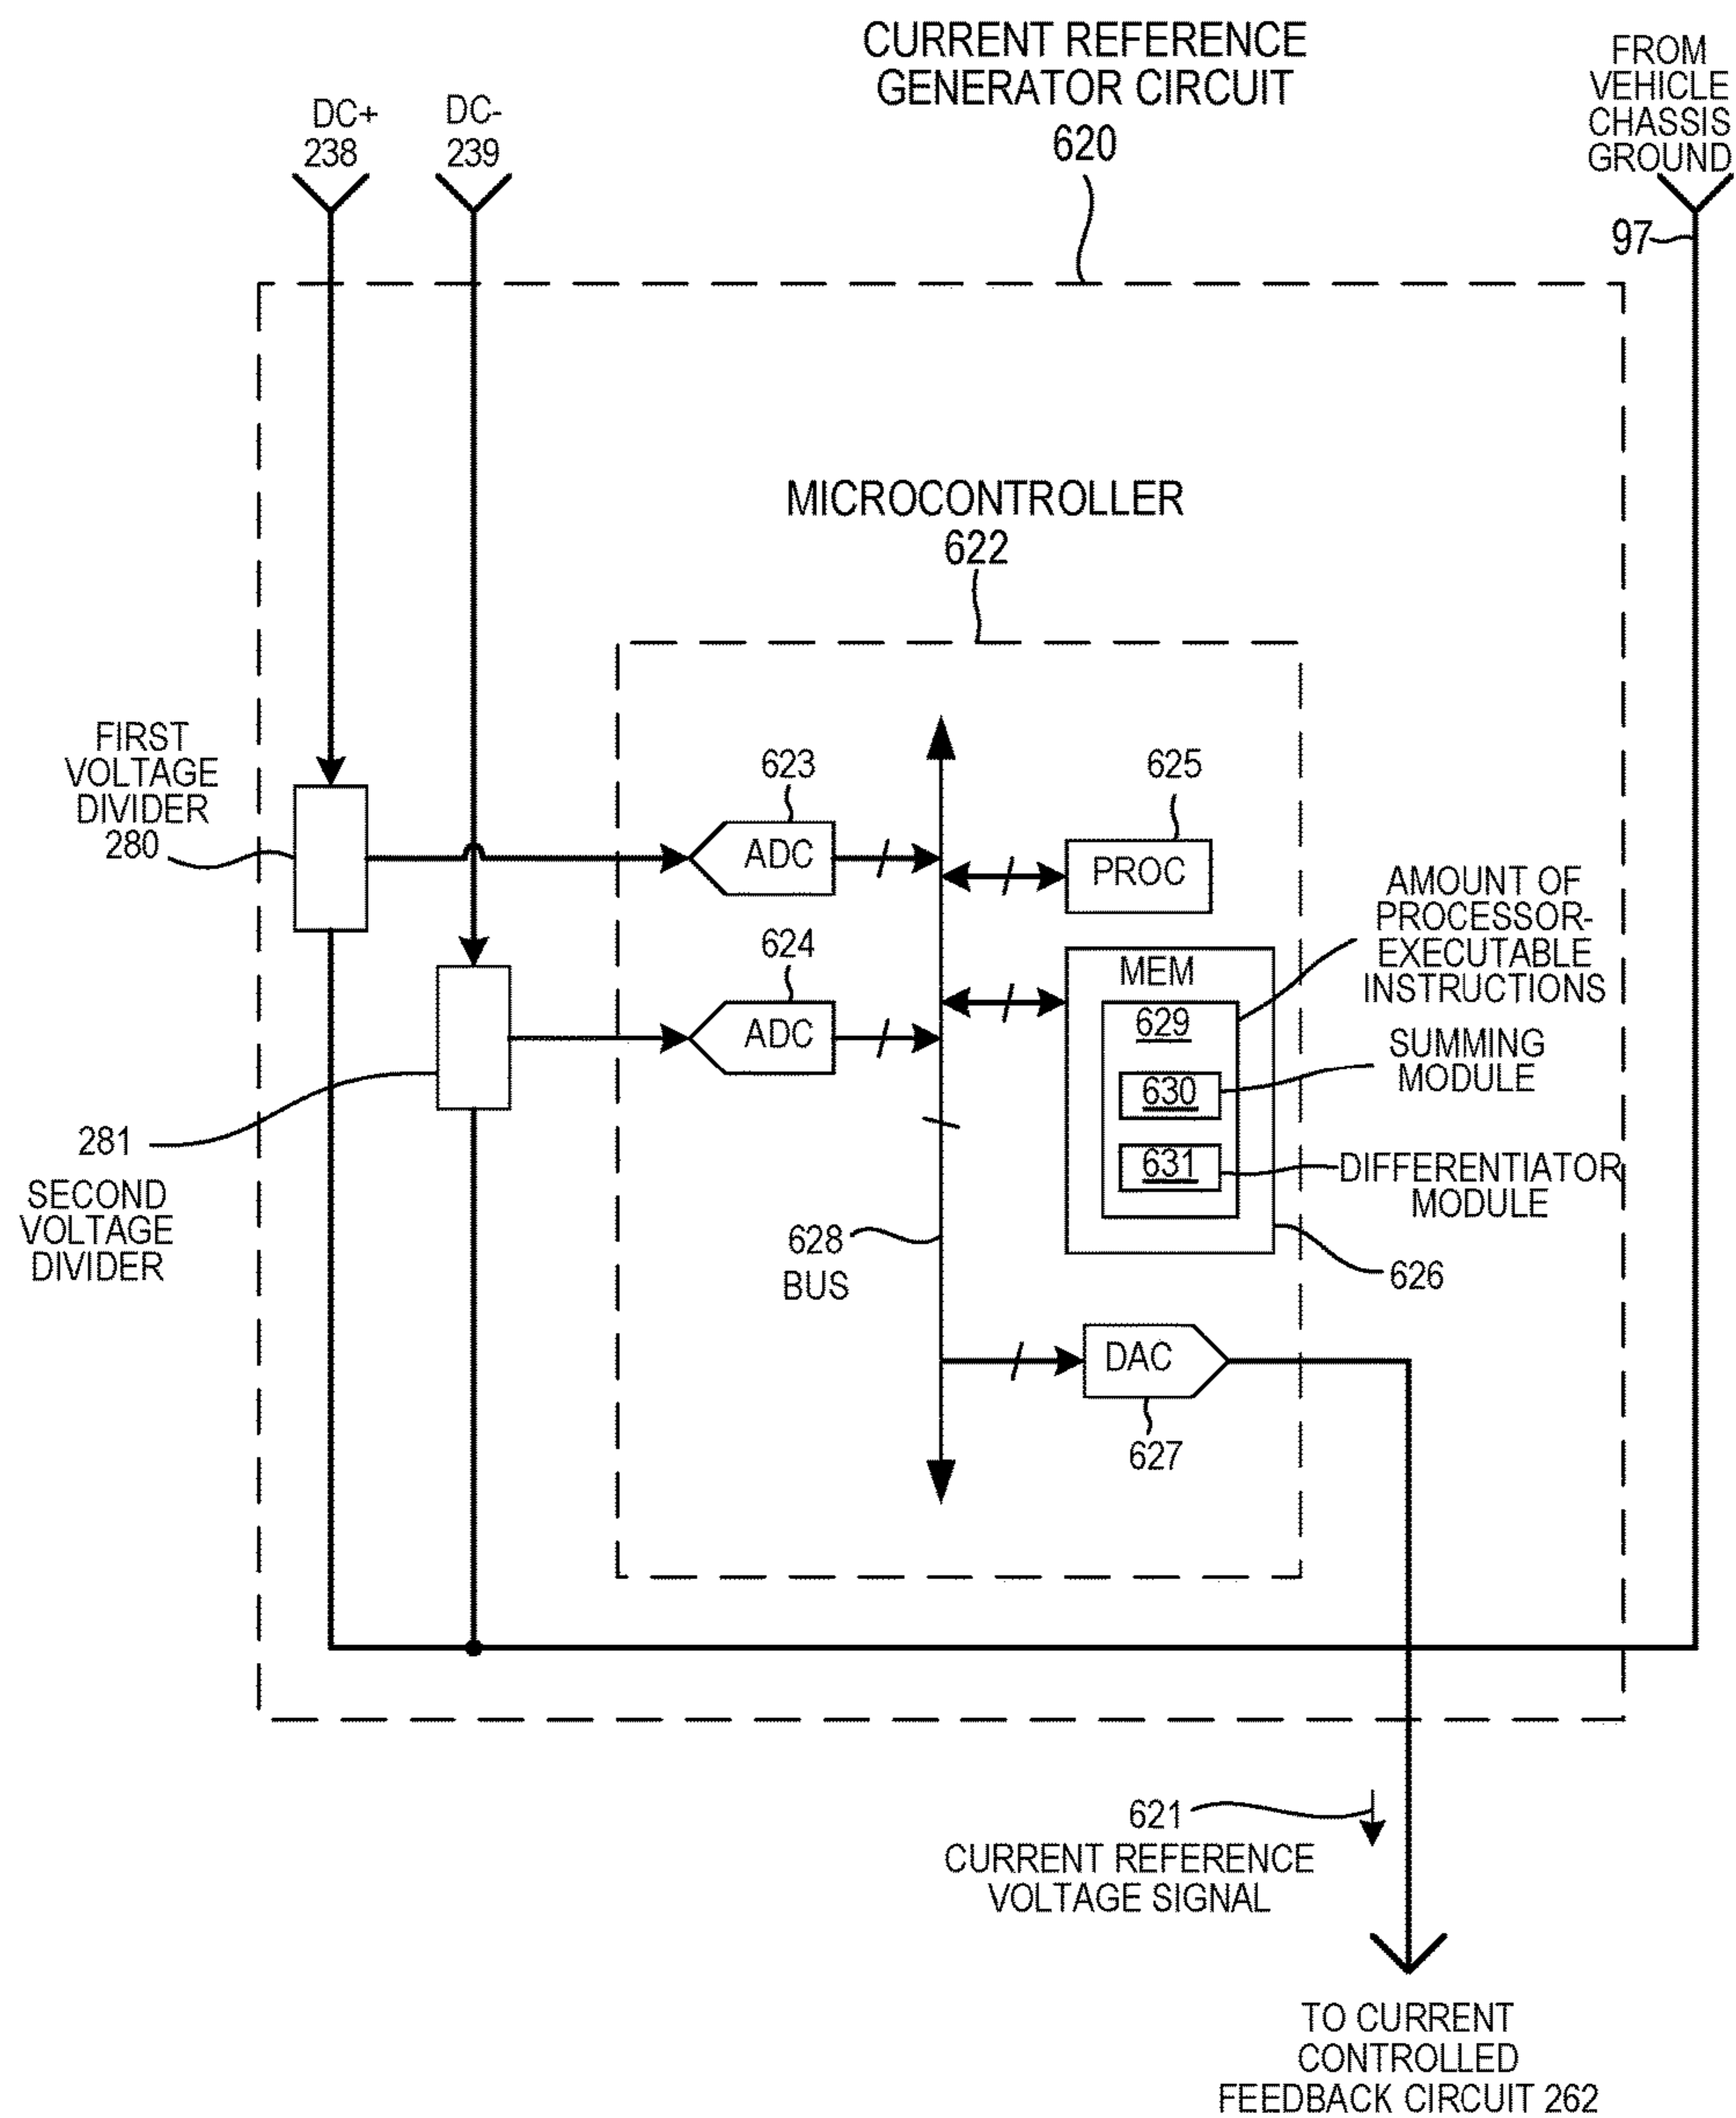 CURRENT REFERENCE
GENERATOR CIRCUIT
620
FROM
VEHICLE
CHASSIS
GROUND
97
DC+
238
DC-
239
MICROCONTROLLER
622
FIRST
VOLTAGE
DIVIDER
280
623
ADC
625
PROC
624
ADC
MEM
629
630
631
AMOUNT OF
PROCESSOR-
EXECUTABLE
INSTRUCTIONS
SUMMING
MODULE
DIFFERENTIATOR
MODULE
626
281
SECOND
VOLTAGE
DIVIDER
628
BUS
DAC
627
621
CURRENT REFERENCE
VOLTAGE SIGNAL
TO CURRENT
CONTROLLED
FEEDBACK CIRCUIT 262